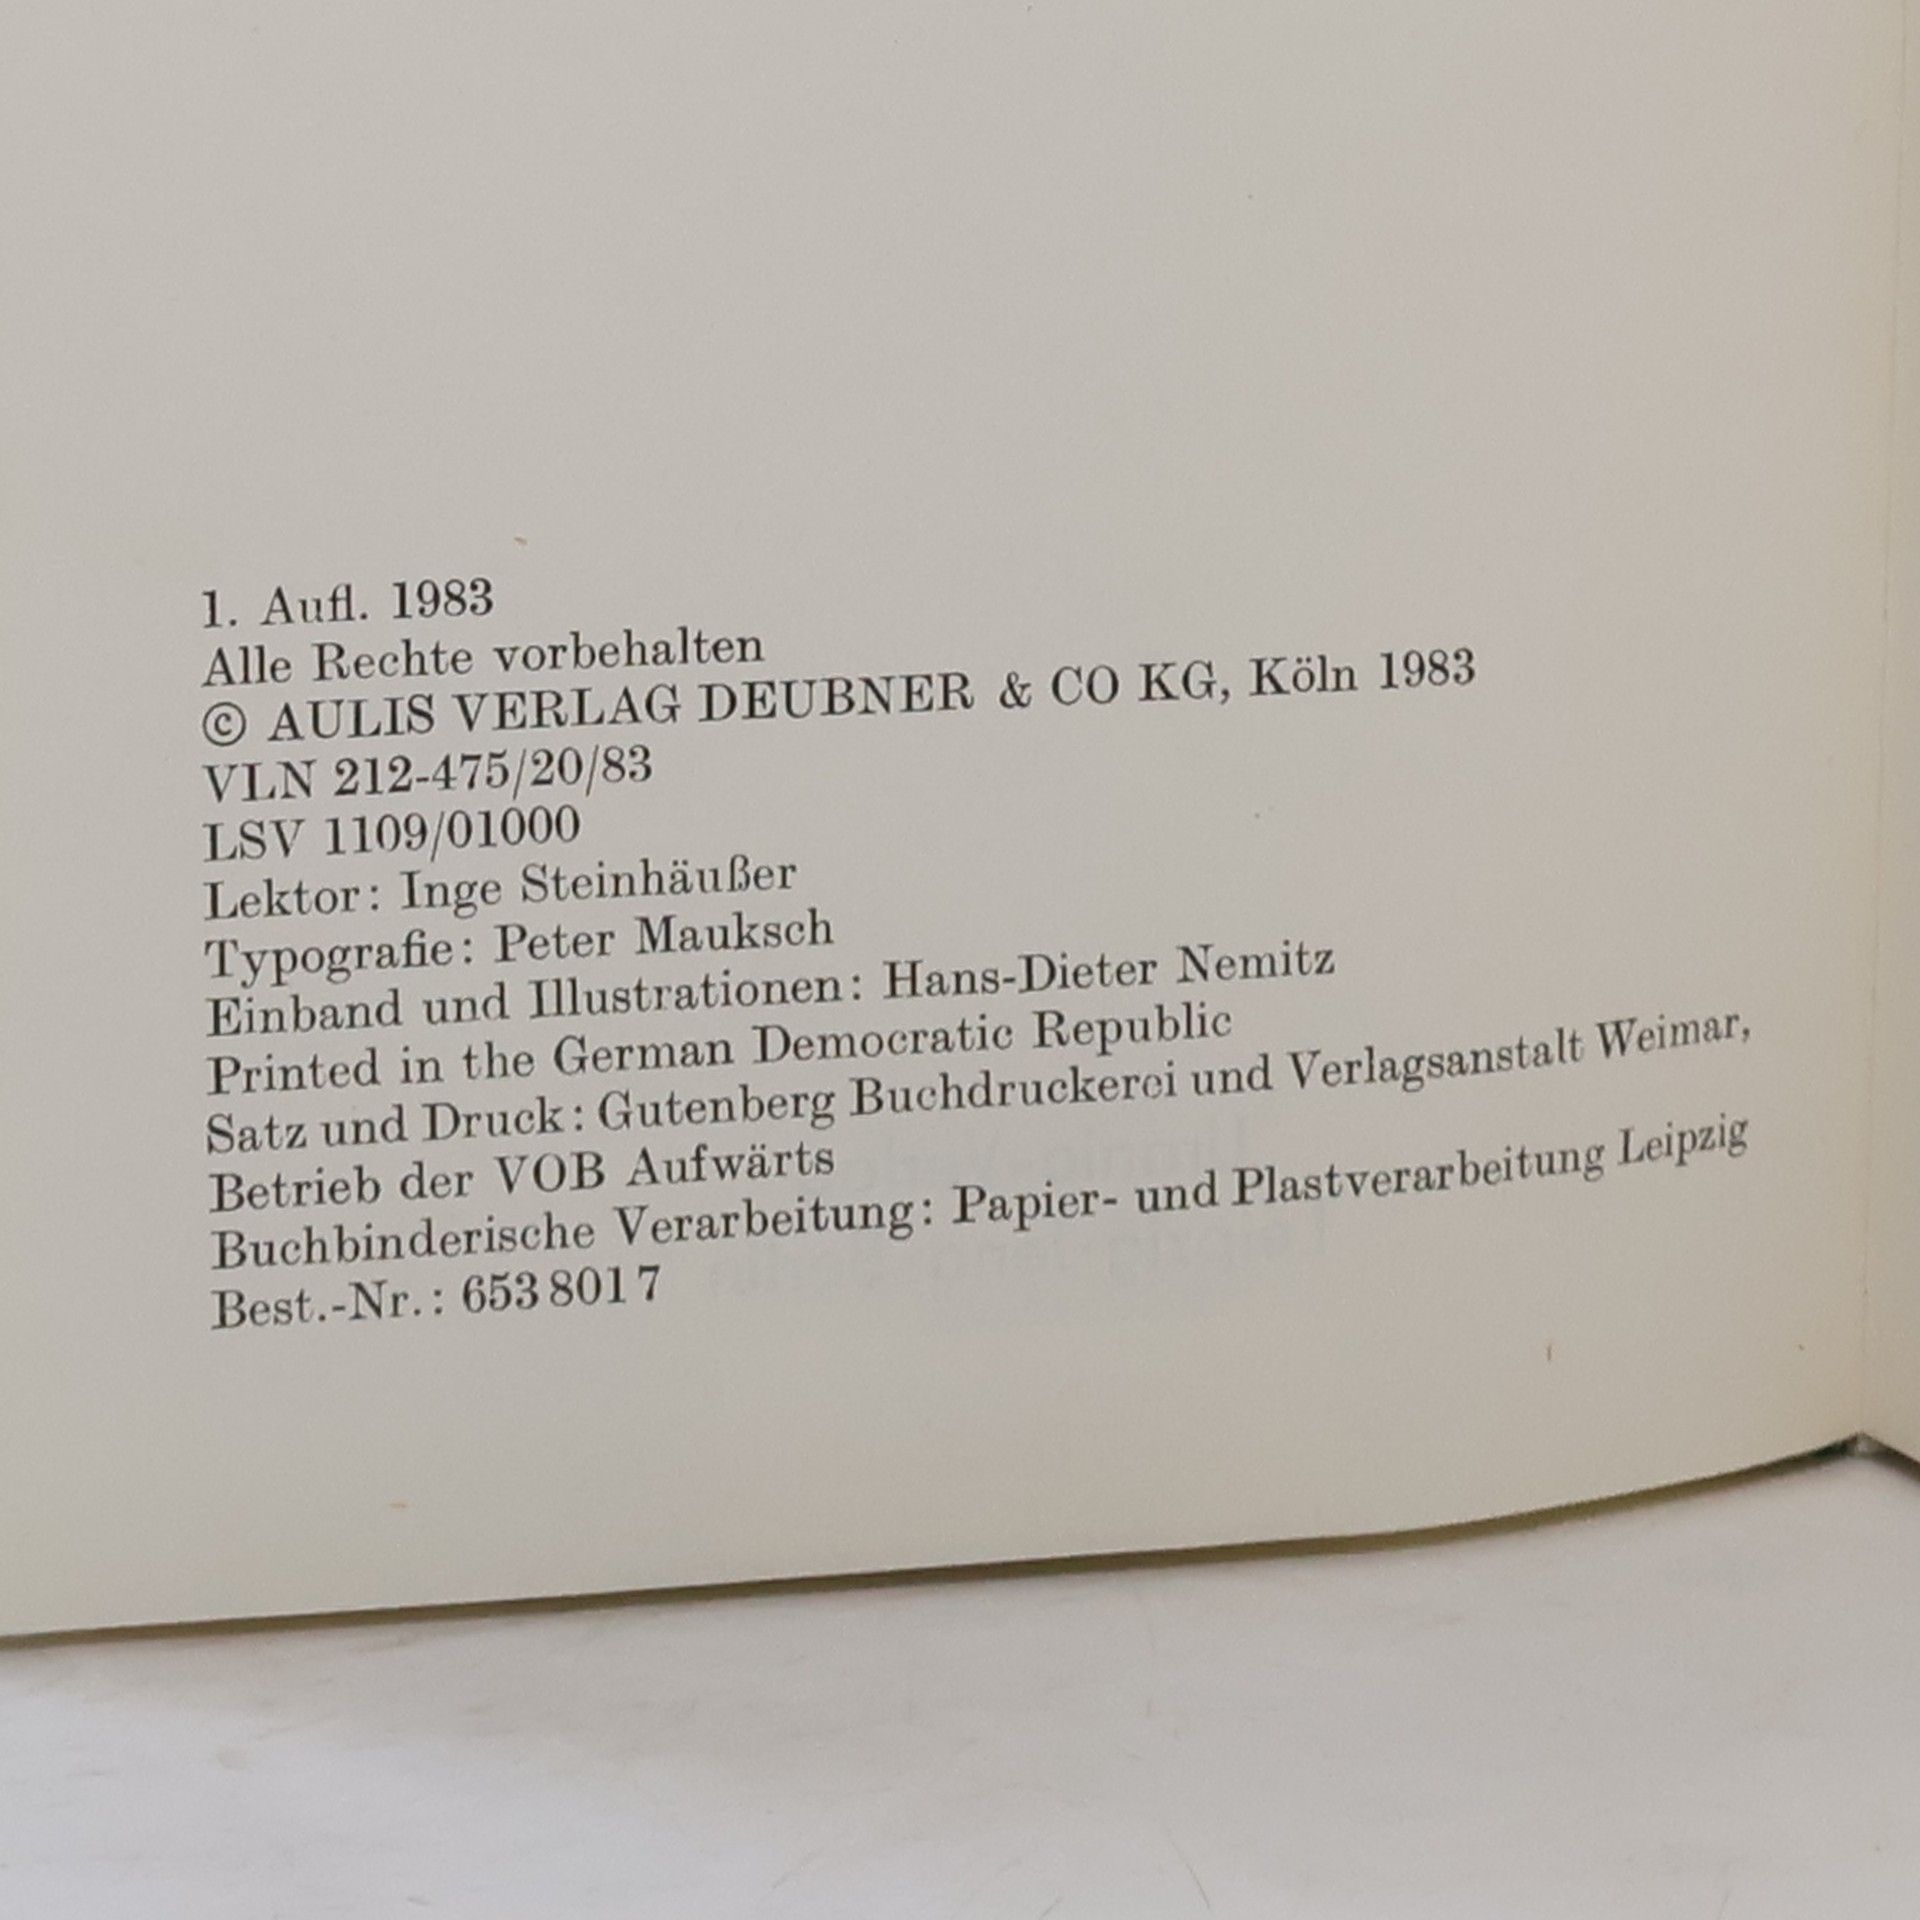 1. Aufl. 1983
Alle Rechte vorbehalten
© AULIS VERLAG DEUBNER & CO KG, Köln 1983
VLN 212-475/20/83
LSV 1109/01000
Lektor: Inge Steinhäußer
Typografie: Peter Mauksch
Einband und Illustrationen: Hans-Dieter Nemitz
Printed in the German Democratic Republic
Satz und Druck: Gutenberg Buchdruckerei und Verlagsanstalt Weimar,
Betrieb der VOB Aufwärts
Buchbinderische Verarbeitung: Papier- und Plastverarbeitung Leipzig
Best.-Nr.: 653 801 7